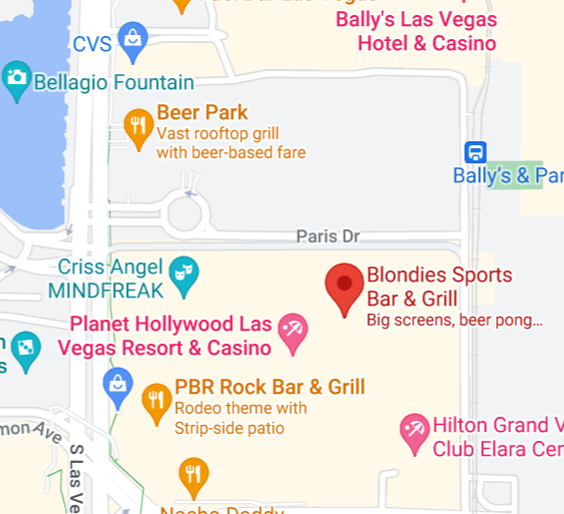 Bally's Las Vegas
Hotel & Casino
CVS
Bellagio Fountain
Beer Park
Vast rooftop grill
with beer-based fare
Bally's & Par
Paris Dr
Criss Angel
MINDFREAK
Blondies Sports
Bar & Grill
Big screens, beer pong...
Planet Hollywood Las
Vegas Resort & Casino
PBR Rock Bar & Grill
Rodeo theme with
Strip-side patio
mon Ave
S Las Ve
Hilton Grand V
Club Elara Cen
Nacho Daddy